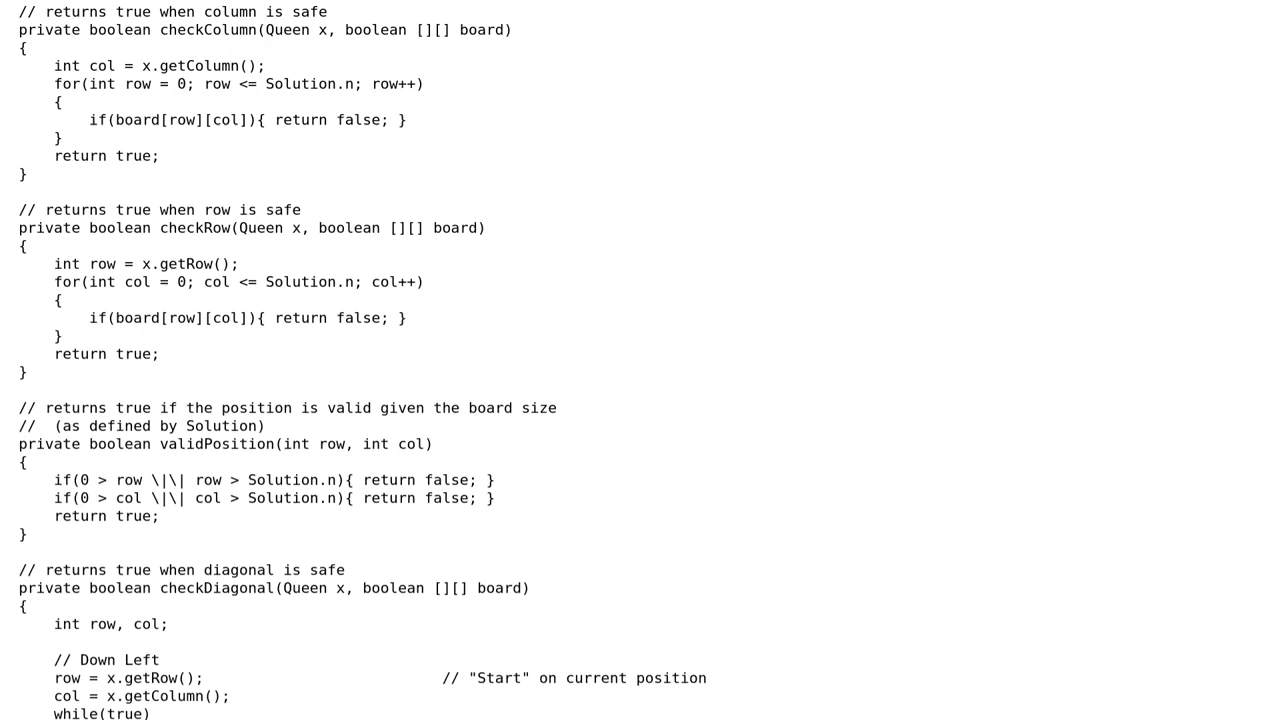 // returns true when column is safe
private boolean checkColumn(Queen x, boolean [][] board)
{
    int col = x.getColumn();
    for(int row = 0; row <= Solution.n; row++)
    {
        if(board[row][col]){ return false; }
    }
    return true;
}

// returns true when row is safe
private boolean checkRow(Queen x, boolean [][] board)
{
    int row = x.getRow();
    for(int col = 0; col <= Solution.n; col++)
    {
        if(board[row][col]){ return false; }
    }
    return true;
}

// returns true if the position is valid given the board size
//  (as defined by Solution)
private boolean validPosition(int row, int col)
{
    if(0 > row \|\| row > Solution.n){ return false; }
    if(0 > col \|\| col > Solution.n){ return false; }
    return true;
}

// returns true when diagonal is safe
private boolean checkDiagonal(Queen x, boolean [][] board)
{
    int row, col;

    // Down Left
    row = x.getRow();                           // "Start" on current position
    col = x.getColumn();
    while(true)